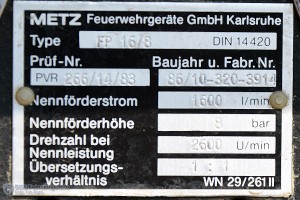 METZ Feuerwehrgeräte GmbH Karlsruhe
Type FP 16/8 DIN 14420
Prüf-Nr. Baujahr u. Fabr.Nr.
PVR 266/14/83 86/10-320-3914
Nennförderstrom 1600 l/min
Nennförderhöhe 8 bar
Drehzahl bei
Nennleistung 2600 U/min
Übersetzungs-
verhältnis 1:1
WN 29/261 II